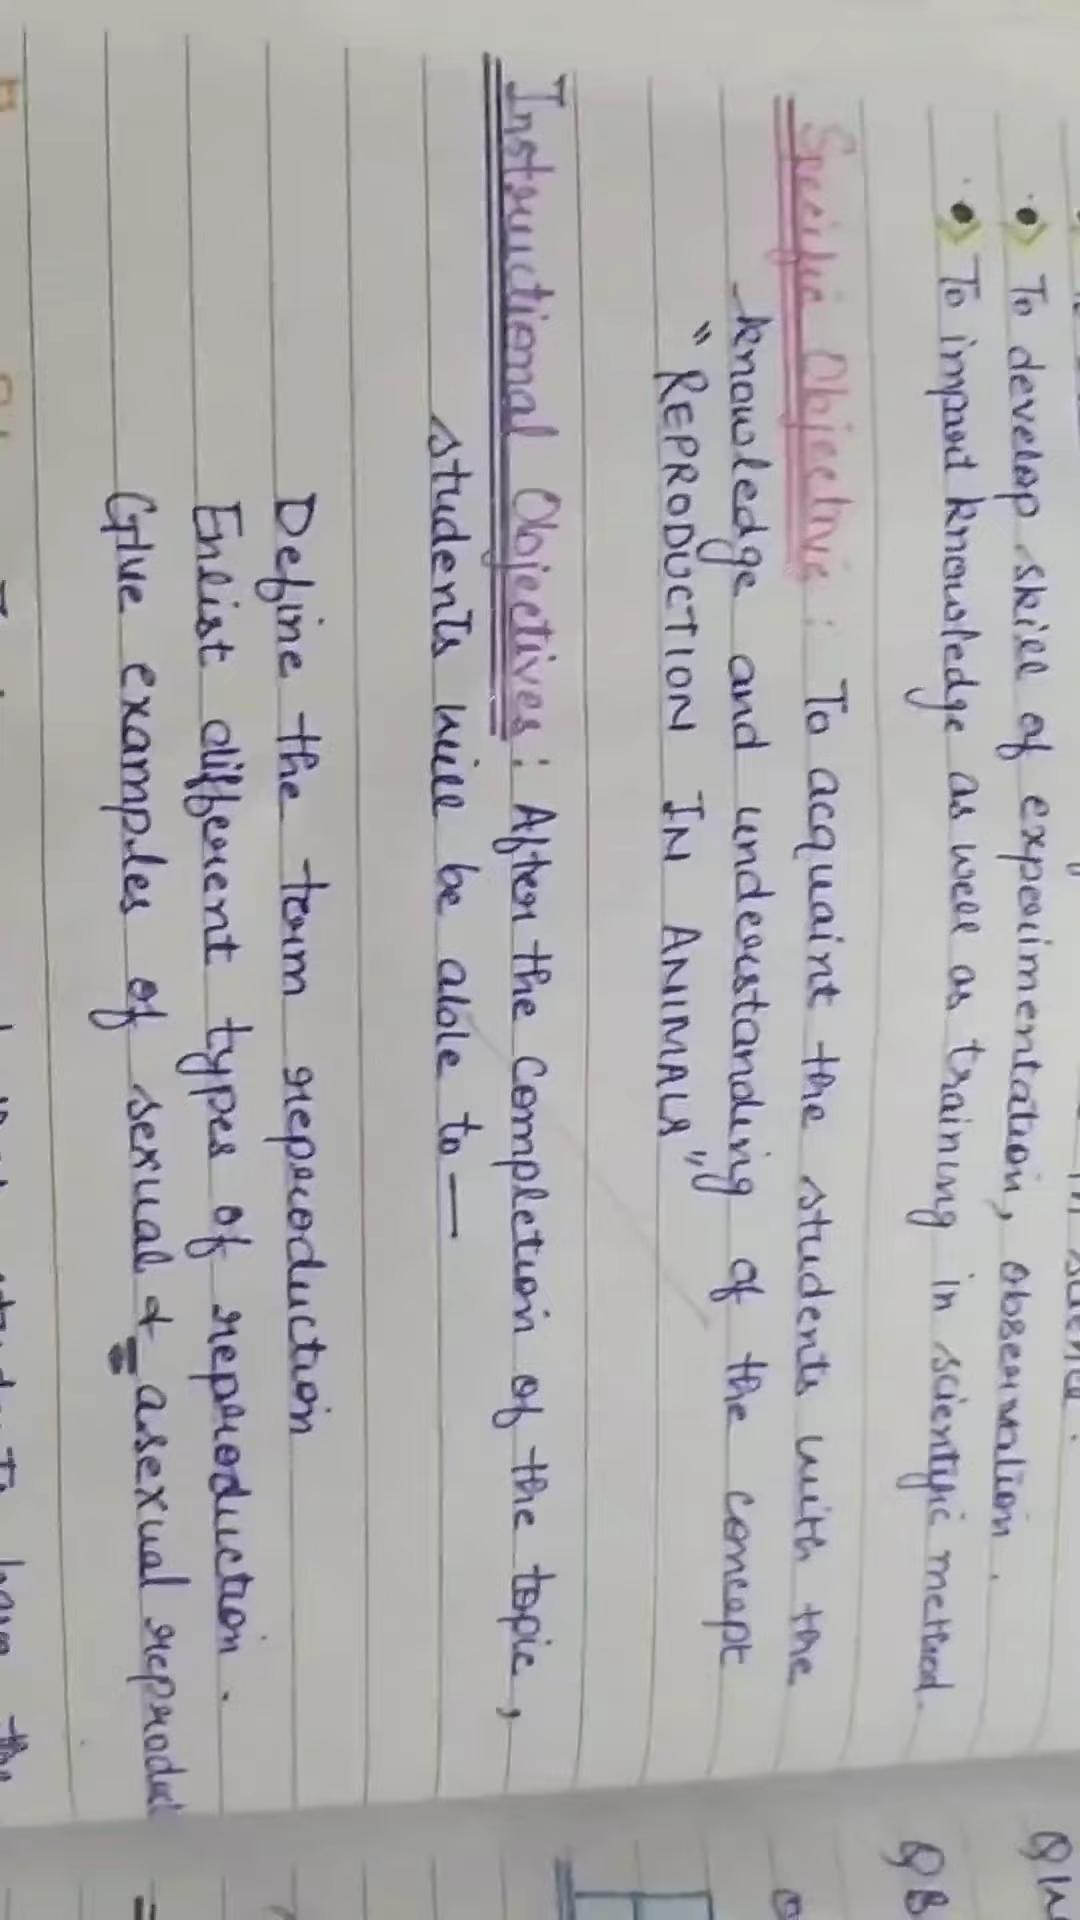 To develop skill of experimentation, observation.
To impart knowledge as well as training in scientific method.
Specific Objective : To acquaint the students with the
knowledge and understanding of the concept
"REPRODUCTION IN ANIMALS"
Instructional Objectives : After the completion of the topic,
students will be able to —
Define the term reproduction
Enlist different types of reproduction.
Give examples of sexual & asexual reproduct